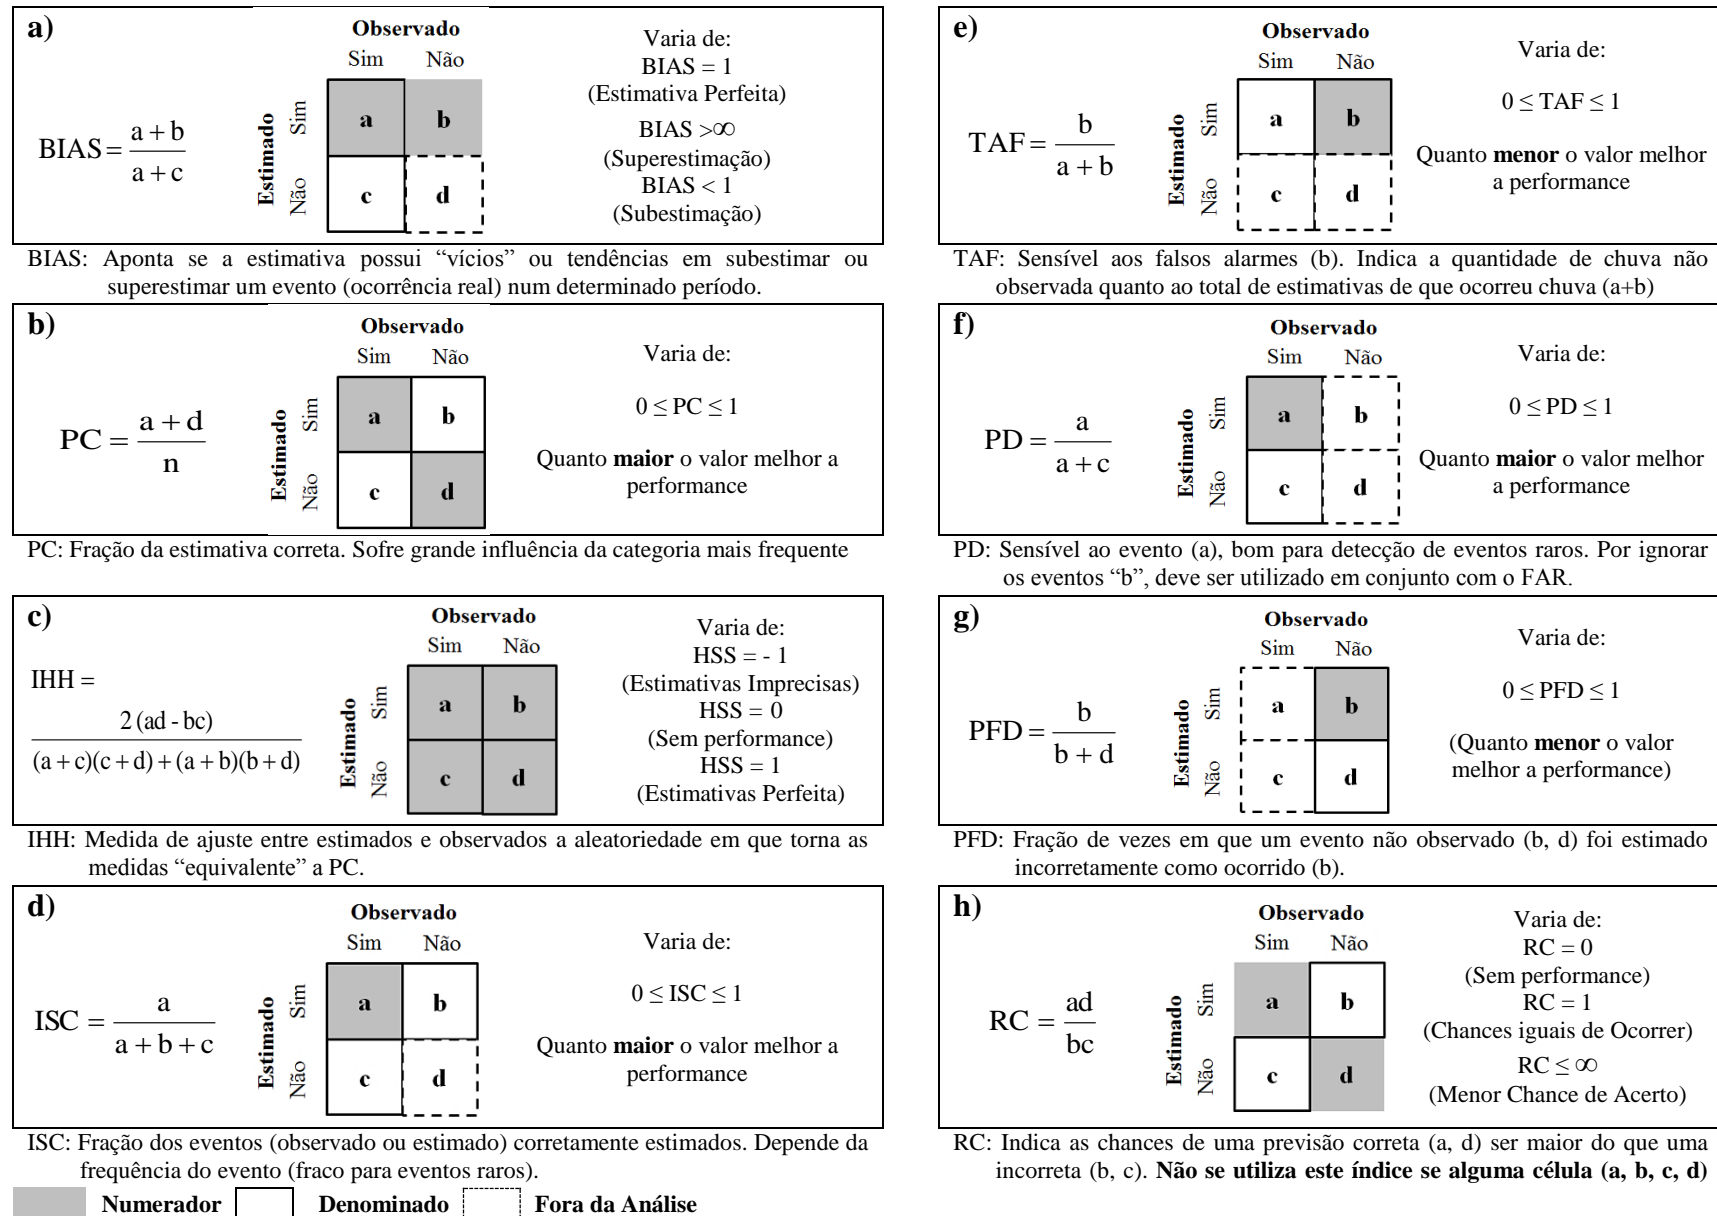 a)
Observado
Sim Não
Estimado
Sim
Não
a b
c d
BIAS = (a + b) / (a + c)
Varia de:
BIAS = 1
(Estimativa Perfeita)
BIAS >∞
(Superestimação)
BIAS < 1
(Subestimação)
BIAS: Aponta se a estimativa possui “vícios” ou tendências em subestimar ou
superestimar um evento (ocorrência real) num determinado período.
b)
Observado
Sim Não
Estimado
Sim
Não
a b
c d
PC = (a + d) / n
Varia de:
0 ≤ PC ≤ 1
Quanto maior o valor melhor a
performance
PC: Fração da estimativa correta. Sofre grande influência da categoria mais frequente
c)
Observado
Sim Não
Estimado
Sim
Não
a b
c d
IHH =
2 (ad - bc) / (a + c)(c + d) + (a + b)(b + d)
Varia de:
HSS = - 1
(Estimativas Imprecisas)
HSS = 0
(Sem performance)
HSS = 1
(Estimativas Perfeita)
IHH: Medida de ajuste entre estimados e observados a aleatoriedade em que torna as
medidas “equivalente” a PC.
d)
Observado
Sim Não
Estimado
Sim
Não
a b
c d
ISC = a / (a + b + c)
Varia de:
0 ≤ ISC ≤ 1
Quanto maior o valor melhor a
performance
ISC: Fração dos eventos (observado ou estimado) corretamente estimados. Depende da
frequência do evento (fraco para eventos raros).
Numerador Denominado Fora da Análise
e)
Observado
Sim Não
Estimado
Sim
Não
a b
c d
TAF = b / (a + b)
Varia de:
0 ≤ TAF ≤ 1
Quanto menor o valor melhor
a performance
TAF: Sensível aos falsos alarmes (b). Indica a quantidade de chuva não
observada quanto ao total de estimativas de que ocorreu chuva (a+b)
f)
Observado
Sim Não
Estimado
Sim
Não
a b
c d
PD = a / (a + c)
Varia de:
0 ≤ PD ≤ 1
Quanto maior o valor melhor
a performance
PD: Sensível ao evento (a), bom para detecção de eventos raros. Por ignorar
os eventos “b”, deve ser utilizado em conjunto com o FAR.
g)
Observado
Sim Não
Estimado
Sim
Não
a b
c d
PFD = b / (b + d)
Varia de:
0 ≤ PFD ≤ 1
(Quanto menor o valor
melhor a performance)
PFD: Fração de vezes em que um evento não observado (b, d) foi estimado
incorretamente como ocorrido (b).
h)
Observado
Sim Não
Estimado
Sim
Não
a b
c d
RC = ad / bc
Varia de:
RC = 0
(Sem performance)
RC = 1
(Chances iguais de Ocorrer)
RC ≤ ∞
(Menor Chance de Acerto)
RC: Indica as chances de uma previsão correta (a, d) ser maior do que uma
incorreta (b, c). Não se utiliza este índice se alguma célula (a, b, c, d)